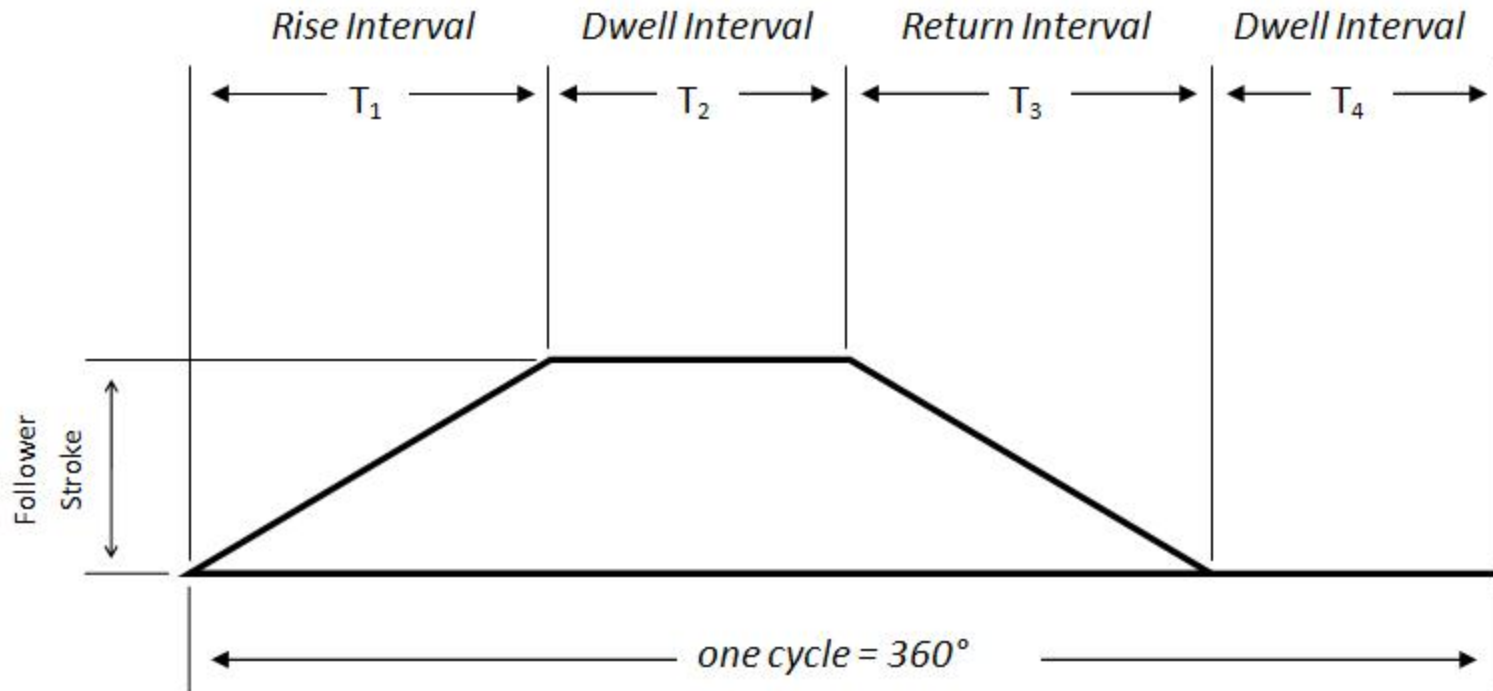 Rise Interval
Dwell Interval
Return Interval
Dwell Interval
T₁
T₂
T₃
T₄
Follower
Stroke
one cycle = 360°